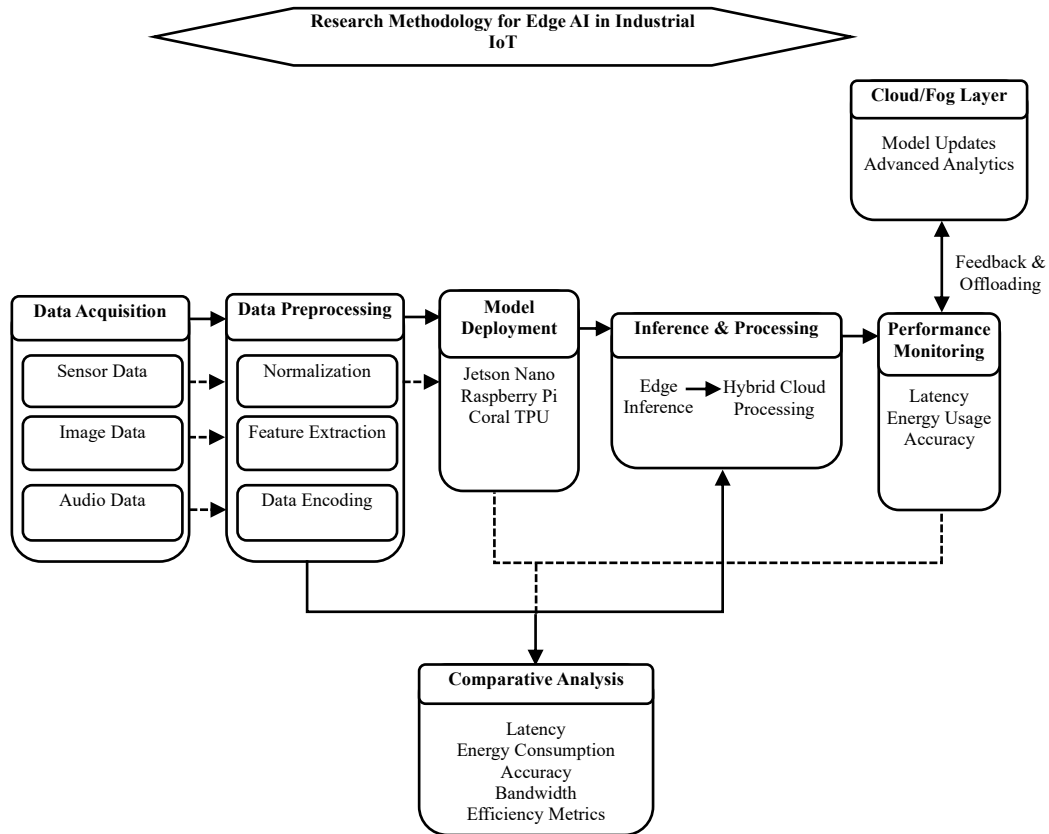 Research Methodology for Edge AI in Industrial
IoT
Cloud/Fog Layer
Model Updates
Advanced Analytics
Feedback &
Offloading
Data Acquisition
Sensor Data
Image Data
Audio Data
Data Preprocessing
Normalization
Feature Extraction
Data Encoding
Model
Deployment
Jetson Nano
Raspberry Pi
Coral TPU
Inference & Processing
Edge
Inference
Hybrid Cloud
Processing
Performance
Monitoring
Latency
Energy Usage
Accuracy
Comparative Analysis
Latency
Energy Consumption
Accuracy
Bandwidth
Efficiency Metrics